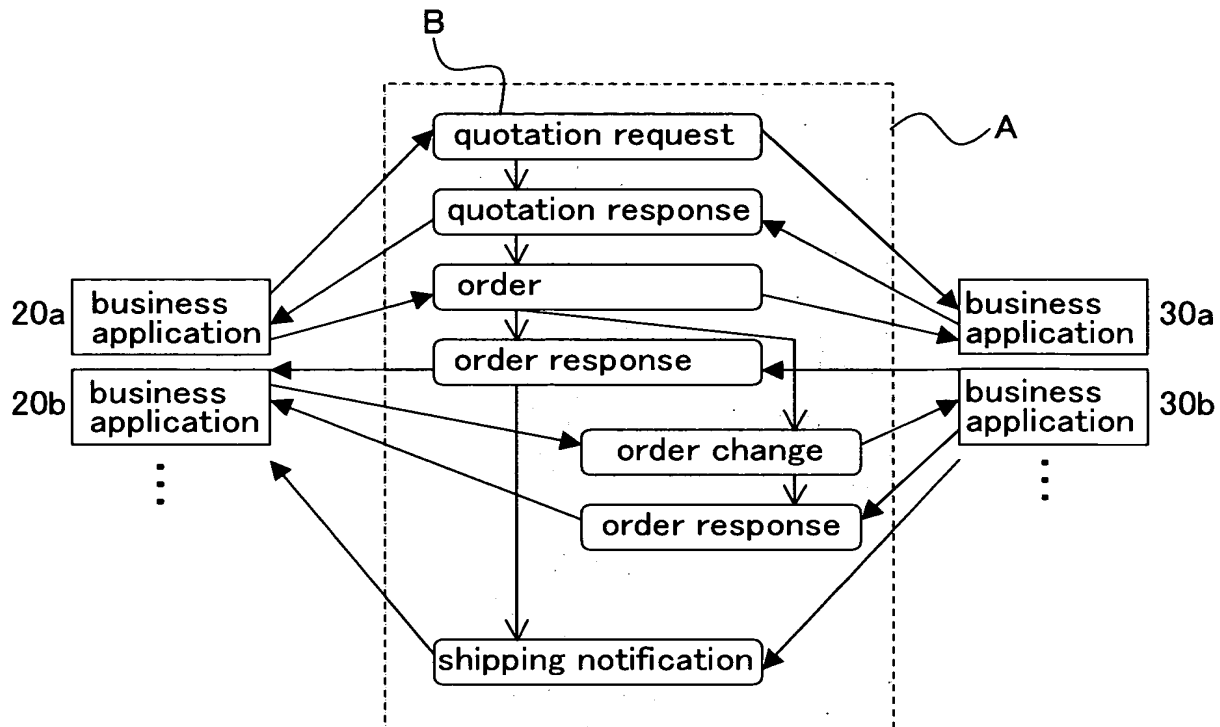 B
A
quotation request
quotation response
order
order response
order change
order response
shipping notification
20a
business
application
20b
business
application
business
application
30a
business
application
30b